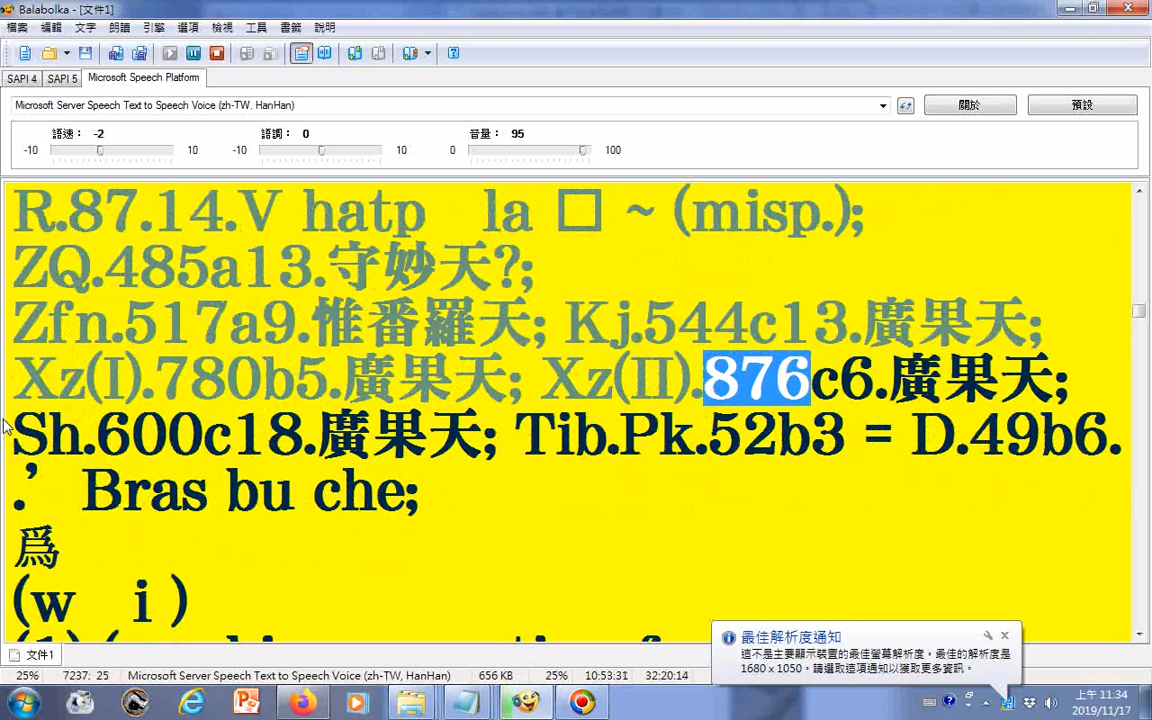 Balabolka - [文件1]
檔案 編輯 文字 朗讀 引擎 選項 檢視 工具 書籤 說明
SAPI 4 SAPI 5 Microsoft Speech Platform
Microsoft Server Speech Text to Speech Voice (zh-TW, HanHan) 關於 預設
語速： -2 語調： 0 音量： 95
-10 10 -10 10 0 100
R.87.14.V hatp la □ ~ (misp.);
ZQ.485a13.守妙天?;
Zfn.517a9.惟番羅天; Kj.544c13.廣果天;
Xz(I).780b5.廣果天; Xz(II).876c6.廣果天;
Sh.600c18.廣果天; Tib.Pk.52b3 = D.49b6.
.’ Bras bu che;
爲
(w i )
最佳解析度通知
這不是主要顯示裝置的最佳螢幕解析度。最佳的解析度是
1680 x 1050。請選取這項通知以獲取更多資訊。
文件1
25% 7237: 25 Microsoft Server Speech Text to Speech Voice (zh-TW, HanHan) 656 KB 25% 10:53:31 32:20:14
上午 11:34
2019/11/17